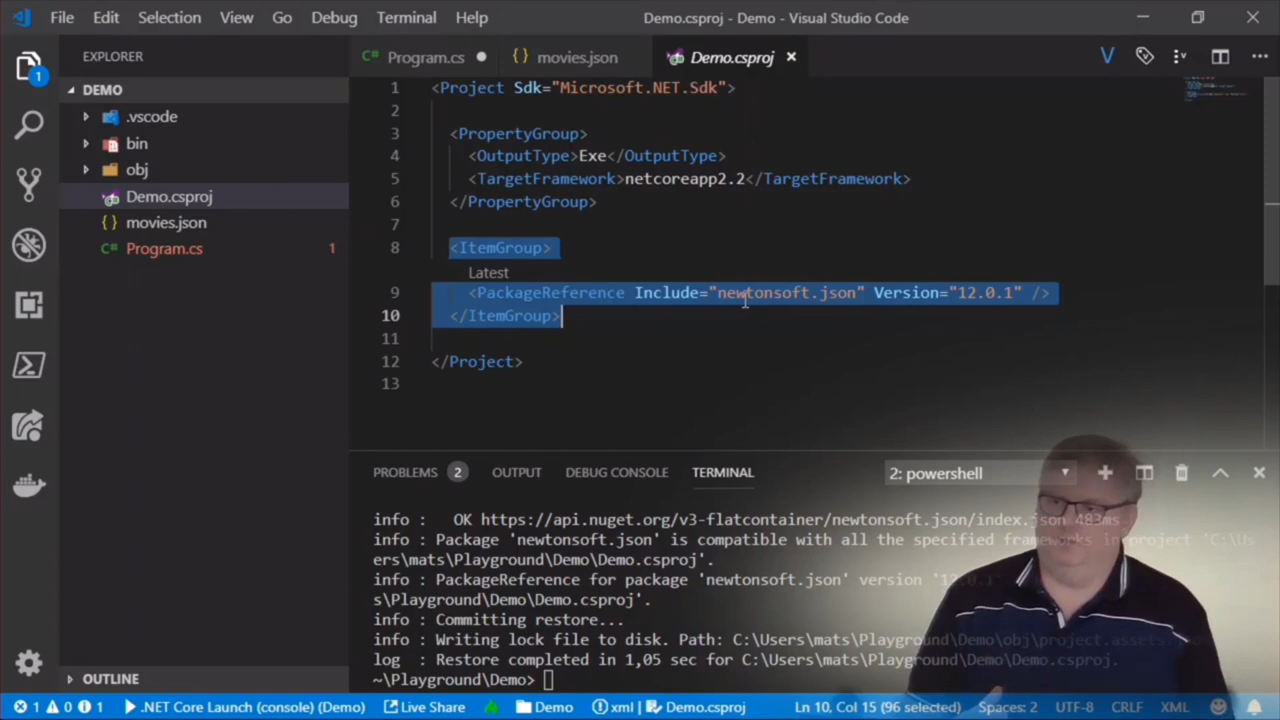 File Edit Selection View Go Debug Terminal Help Demo.csproj - Demo - Visual Studio Code
EXPLORER
DEMO
.vscode
bin
obj
Demo.csproj
movies.json
Program.cs 1
OUTLINE
1
Program.cs
movies.json
Demo.csproj
1 <Project Sdk="Microsoft.NET.Sdk">
2
3 <PropertyGroup>
4 <OutputType>Exe</OutputType>
5 <TargetFramework>netcoreapp2.2</TargetFramework>
6 </PropertyGroup>
7
8 <ItemGroup>
Latest
9 <PackageReference Include="newtonsoft.json" Version="12.0.1" />
10 </ItemGroup>
11
12 </Project>
13
PROBLEMS 2 OUTPUT DEBUG CONSOLE TERMINAL 2: powershell
info : OK https://api.nuget.org/v3-flatcontainer/newtonsoft.json/index.json 483ms
info : Package 'newtonsoft.json' is compatible with all the specified frameworks in project 'C:\Us
ers\mats\Playground\Demo\Demo.csproj'.
info : PackageReference for package 'newtonsoft.json' version '12.0.1'
s\Playground\Demo\Demo.csproj'.
info : Committing restore...
info : Writing lock file to disk. Path: C:\Users\mats\Playground\Demo\obj\project.assets.json
log : Restore completed in 1,05 sec for C:\Users\mats\Playground\Demo\Demo.csproj.
~\Playground\Demo>
1 0 1 .NET Core Launch (console) (Demo) Live Share Demo xml | Demo.csproj Ln 10, Col 15 (96 selected) Spaces: 2 UTF-8 CRLF XML